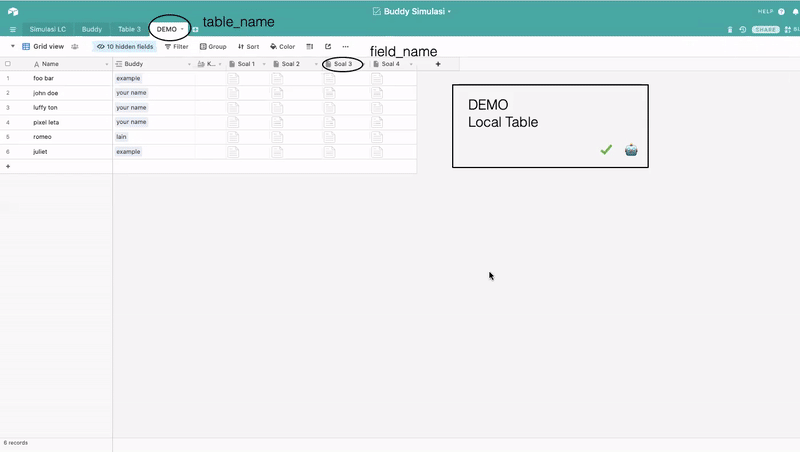 Buddy Simulasi
HELP
Simulasi LC
Buddy
Table 3
DEMO
table_name
SHARE
Grid view
10 hidden fields
Filter
Group
Sort
Color
...
field_name
Name
Buddy
K...
Soal 1
Soal 2
Soal 3
Soal 4
+
1 foo bar example
2 john doe your name
3 luffy ton your name
4 pixel leta your name
5 romeo lain
6 juliet example
+
DEMO
Local Table
6 records